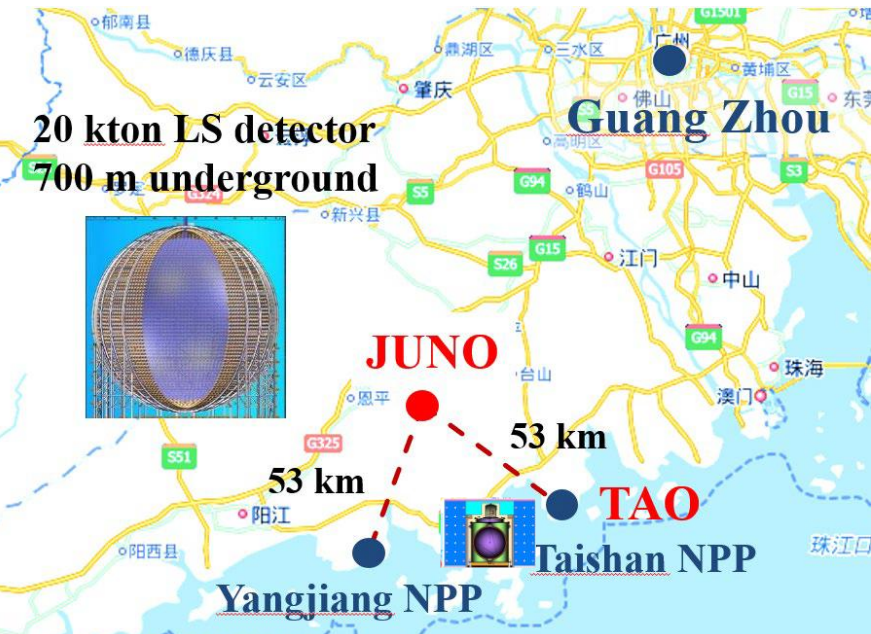 G1501
郁南县
德庆县
鼎湖区
三水区
广州
云安区
肇庆
黄埔区
佛山
G15
东莞
20 kton LS detector
Guang Zhou
高明区
700 m underground
G324
S5
G94
鹤山
G105
S3
新兴县
G15
江门
S26
中山
G94
JUNO
台山
珠海
恩平
澳门
53 km
G325
S51
53 km
阳江
TAO
阳西县
Taishan NPP
珠江口
Yangjiang NPP